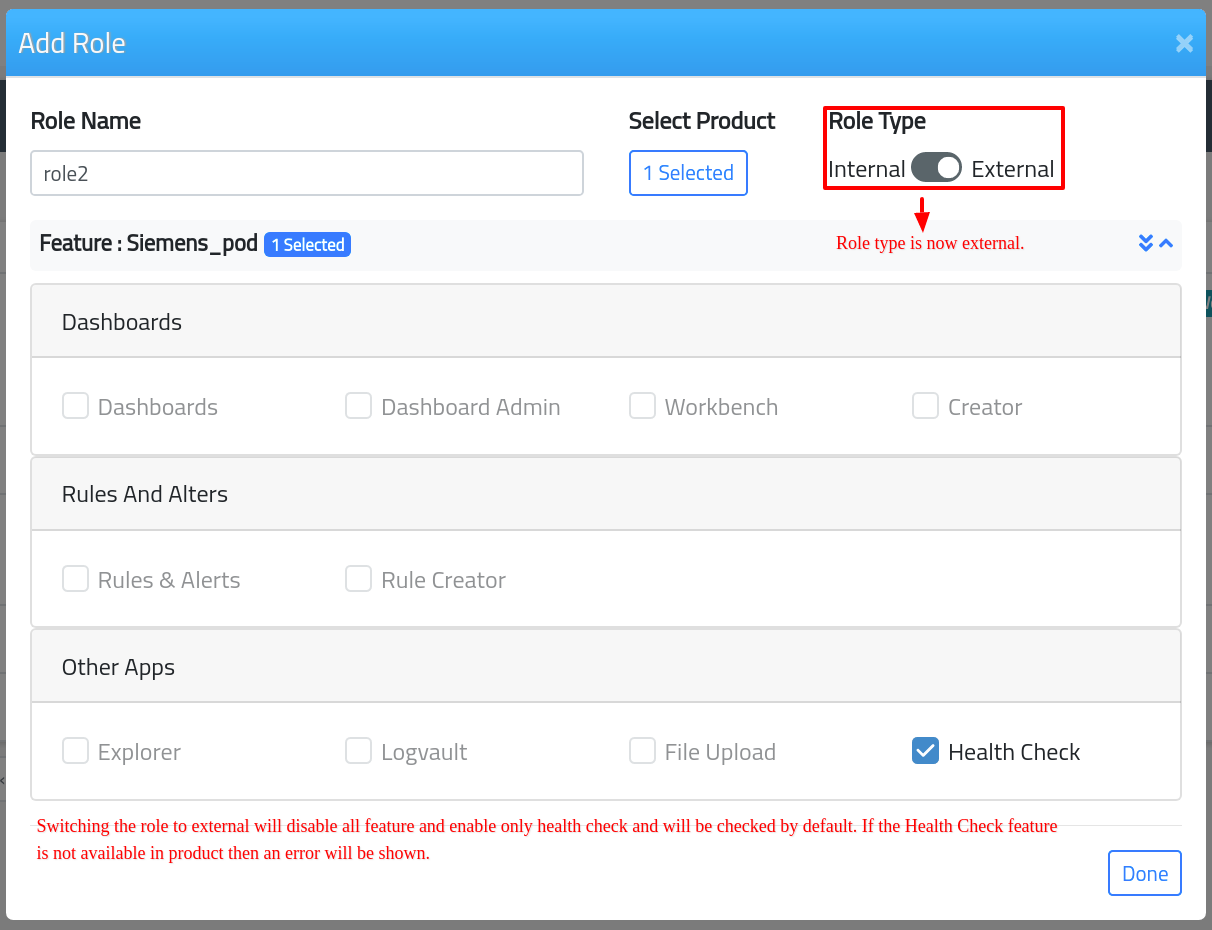 Add Role
Role Name
Select Product
Role Type
role2
1 Selected
Internal
External
Feature : Siemens_pod 1 Selected
Role type is now external.
Dashboards
Dashboards
Dashboard Admin
Workbench
Creator
Rules And Alters
Rules & Alerts
Rule Creator
Other Apps
Explorer
Logvault
File Upload
Health Check
Switching the role to external will disable all feature and enable only health check and will be checked by default. If the Health Check feature
is not available in product then an error will be shown.
Done